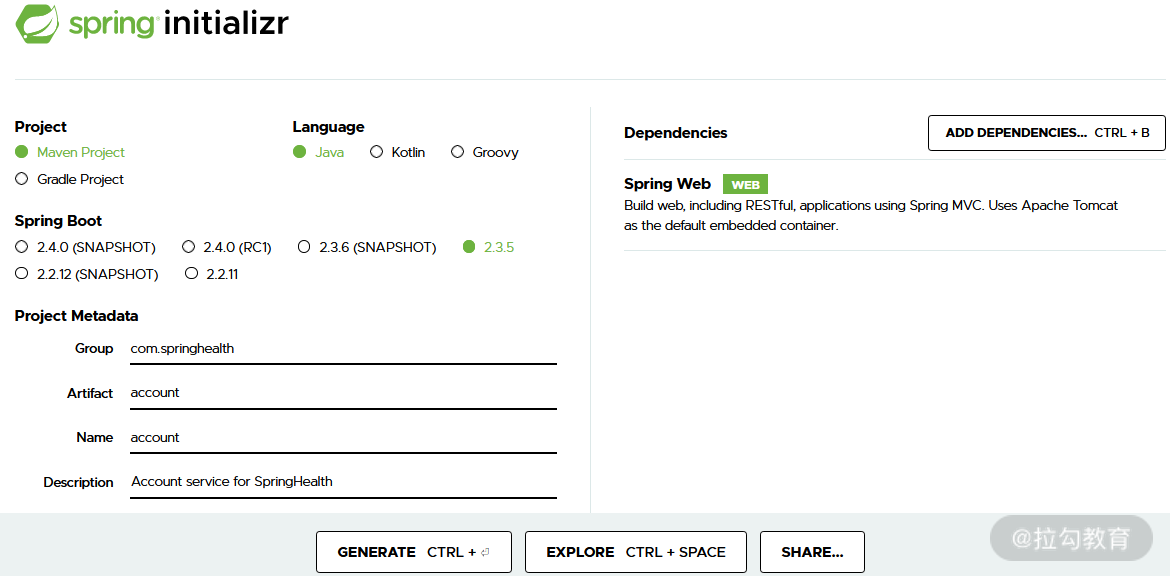 spring initializr
Project
Maven Project
Gradle Project
Language
Java Kotlin Groovy
Spring Boot
2.4.0 (SNAPSHOT) 2.4.0 (RC1) 2.3.6 (SNAPSHOT) 2.3.5
2.2.12 (SNAPSHOT) 2.2.11
Project Metadata
Group com.springhealth
Artifact account
Name account
Description Account service for SpringHealth
Dependencies
ADD DEPENDENCIES... CTRL + B
Spring Web WEB
Build web, including RESTful, applications using Spring MVC. Uses Apache Tomcat
as the default embedded container.
GENERATE CTRL + ⏎
EXPLORE CTRL + SPACE
SHARE...
@拉勾教育